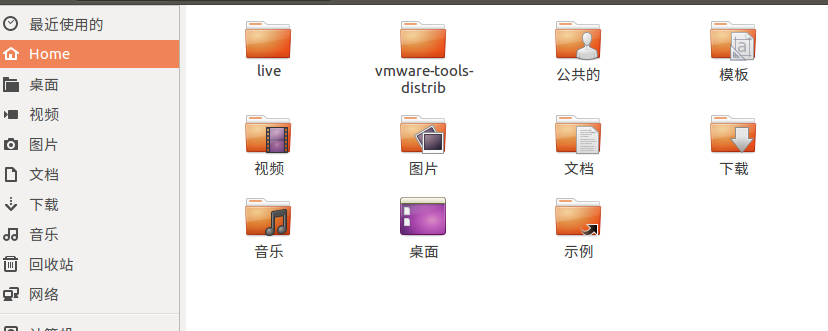 最近使用的
Home
桌面
视频
图片
文档
下载
音乐
回收站
网络
live
vmware-tools-
distrib
公共的
模板
视频
图片
文档
下载
音乐
桌面
示例